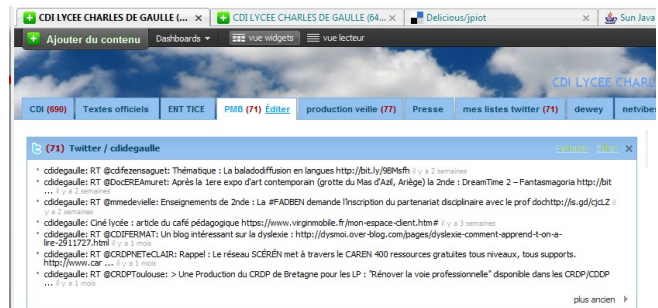 CDI LYCEE CHARLES DE GAULLE (... x CDI LYCEE CHARLES DE GAULLE (64... x Delicious/jpiot x Sun Java
Ajouter du contenu Dashboards vue widgets vue lecteur
CDI LYCEE CHARL
CDI (690) Textes officiels ENT TICE PMB (71) Éditer production veille (77) Presse mes listes twitter (71) dewey netvibes
(71) Twitter / cdidegaulle
cdidegaulle: RT @cdifezensaguet: Thématique : La baladodiffusion en langues http://bit.ly/9BMsfh il y a 2 semaines
cdidegaulle: RT @DocEREAmuret: Après la 1ere expo d'art contemporain (grotte du Mas d'Azil, Ariège) la 2nde : DreamTime 2 – Fantasmagoria http://bit
... il y a 2 semaines
cdidegaulle: RT @mmedevielle: Enseignements de 2nde : La #FADBEN demande l'inscription du partenariat disciplinaire avec le prof dochttp://is.gd/cjcLZ il
y a 2 semaines
cdidegaulle: Ciné lycée : article du café pédagogique https://www.virginmobile.fr/mon-espace-client.htm# il y a 3 semaines
cdidegaulle: RT @CDIFERMAT: Un blog intéressant sur la dyslexie : http://dysmoi.over-blog.com/pages/dyslexie-comment-apprend-t-on-a-
lire-2911727.html il y a 1 mois
cdidegaulle: RT @CRDPNETeCLAIR: Rappel : Le réseau SCÉRÉN met à travers le CAREN 400 ressources gratuites tous niveaux, tous supports.
http://www.car ... il y a 1 mois
cdidegaulle: RT @CRDPToulouse: > Une Production du CRDP de Bretagne pour les LP : "Rénover la voie professionnelle" disponible dans les CRDP/CDDP
... il y a 1 mois
plus ancien